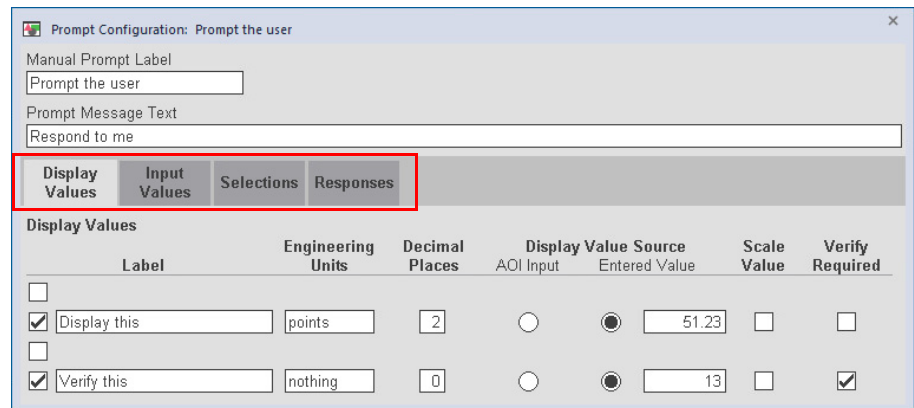 Prompt Configuration: Prompt the user
Manual Prompt Label
Prompt the user
Prompt Message Text
Respond to me
Display Values
Input Values
Selections
Responses
Display Values
Label
Engineering Units
Decimal Places
Display Value Source
AOI Input
Entered Value
Scale Value
Verify Required
Display this points 2 51.23
Verify this nothing 0 13